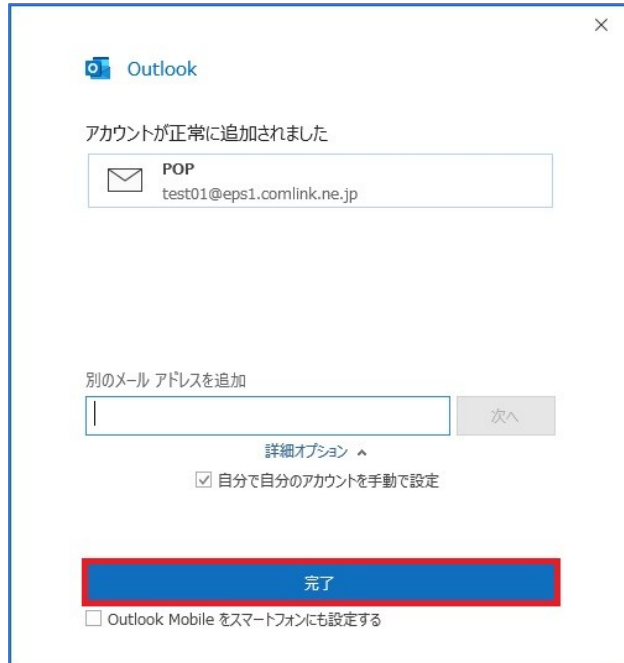 Outlook
アカウントが正常に追加されました
POP
test01@eps1.comlink.ne.jp
別のメール アドレスを追加
次へ
詳細オプション
自分で自分のアカウントを手動で設定
完了
Outlook Mobile をスマートフォンにも設定する